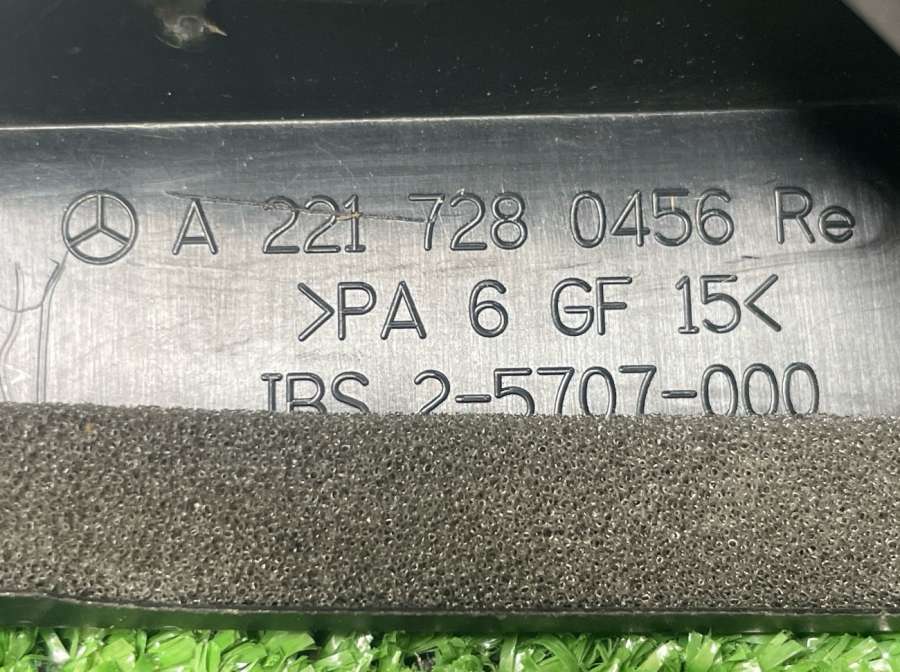 A 221 728 0456 Re
>PA 6 GF 15<
IBS 2-5707-000